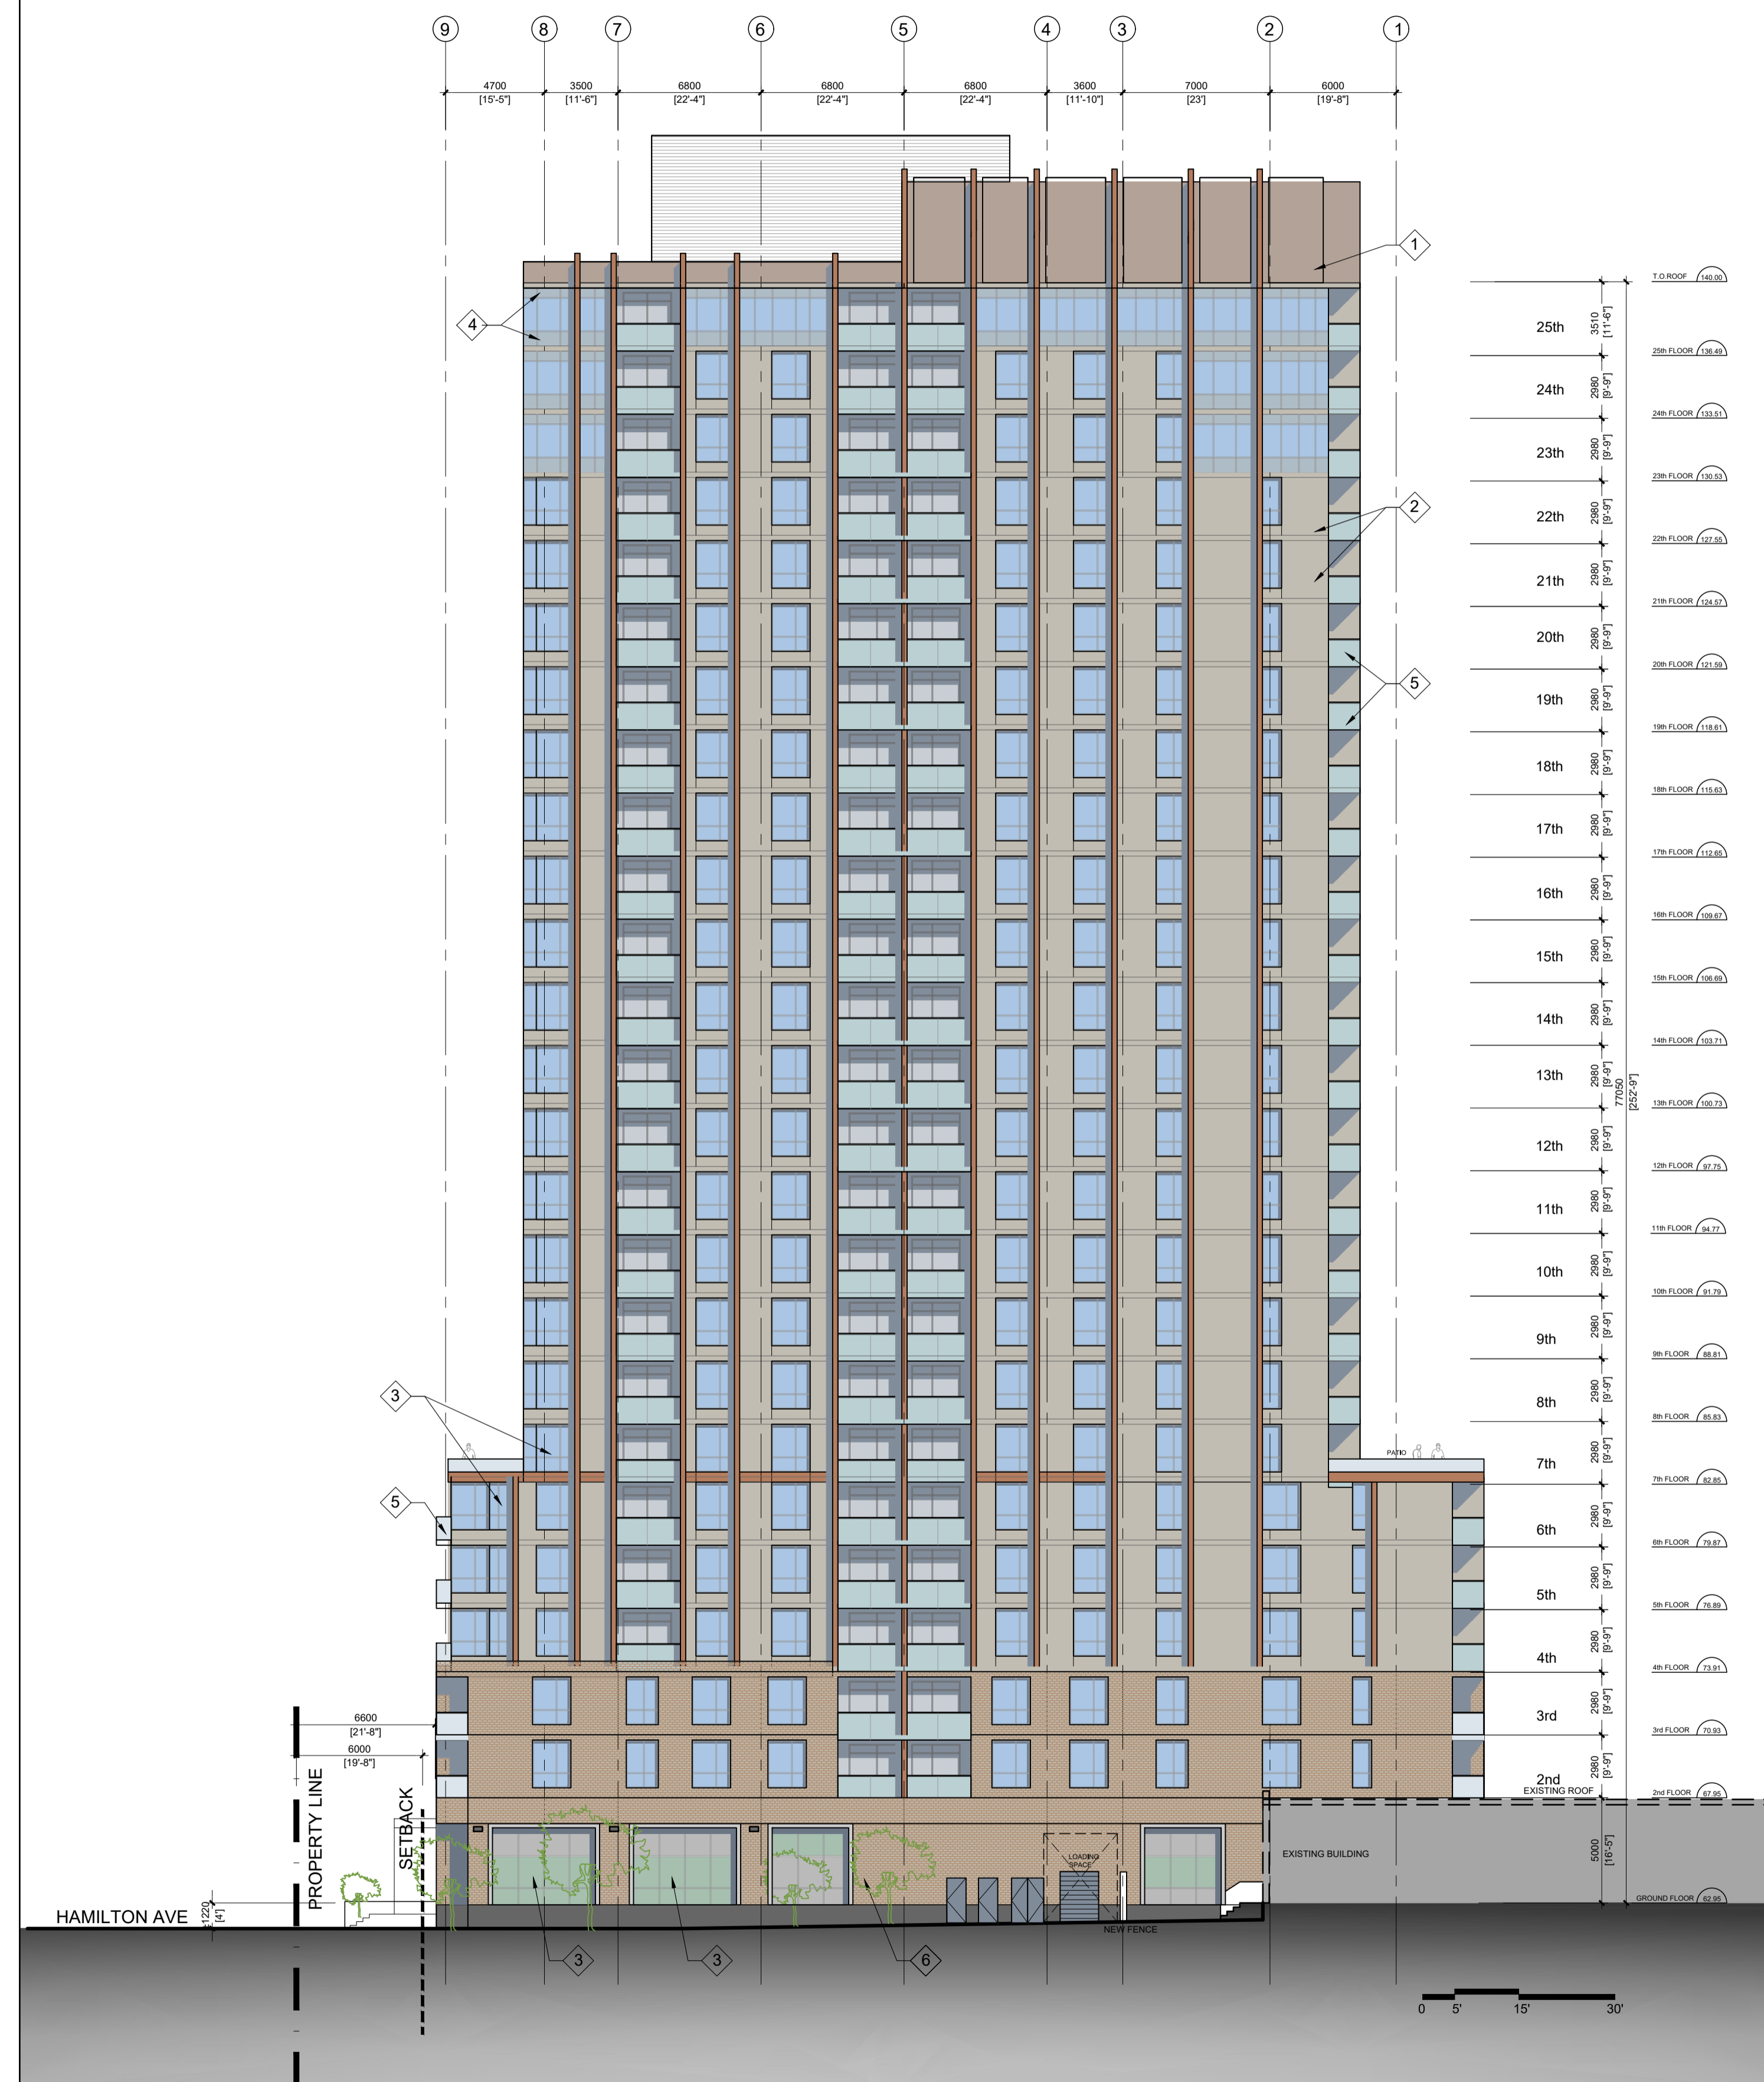 9 8 7 6 5 4 3 2 1
4700 3500 6800 6800 6800 3600 7000 6000
[15'-5"] [11'-6"] [22'-4"] [22'-4"] [22'-4"] [11'-10"] [23'] [19'-8"]
1
T.O.ROOF 140.00
4
25th 3510 [11'-6"]
25th FLOOR 136.49
24th 2980 [9'-9"]
24th FLOOR 133.51
23th 2980 [9'-9"]
23th FLOOR 130.53
2
22th 2980 [9'-9"]
22th FLOOR 127.55
21th 2980 [9'-9"]
21th FLOOR 124.57
20th 2980 [9'-9"]
20th FLOOR 121.59
5
19th 2980 [9'-9"]
19th FLOOR 118.61
18th 2980 [9'-9"]
18th FLOOR 115.63
17th 2980 [9'-9"]
17th FLOOR 112.65
16th 2980 [9'-9"]
16th FLOOR 109.67
15th 2980 [9'-9"]
15th FLOOR 106.69
14th 2980 [9'-9"]
14th FLOOR 103.71
13th 2980 [9'-9"]
77050 [252'-9"]
13th FLOOR 100.73
12th 2980 [9'-9"]
12th FLOOR 97.75
11th 2980 [9'-9"]
11th FLOOR 94.77
10th 2980 [9'-9"]
10th FLOOR 91.79
9th 2980 [9'-9"]
9th FLOOR 88.81
3
8th 2980 [9'-9"]
8th FLOOR 85.83
PATIO
7th 2980 [9'-9"]
7th FLOOR 82.85
5
6th 2980 [9'-9"]
6th FLOOR 79.87
5th 2980 [9'-9"]
5th FLOOR 76.89
4th 2980 [9'-9"]
4th FLOOR 73.91
3rd 2980 [9'-9"]
3rd FLOOR 70.93
6600
[21'-8"]
6000
[19'-8"]
2nd 2980 [9'-9"]
EXISTING ROOF
2nd FLOOR 67.95
PROPERTY LINE
SETBACK
LOADING
SPACE
EXISTING BUILDING
5000 [16'-5"]
GROUND FLOOR 62.95
HAMILTON AVE
±1220 [4']
NEW FENCE
3 3 6
0 5' 15' 30'